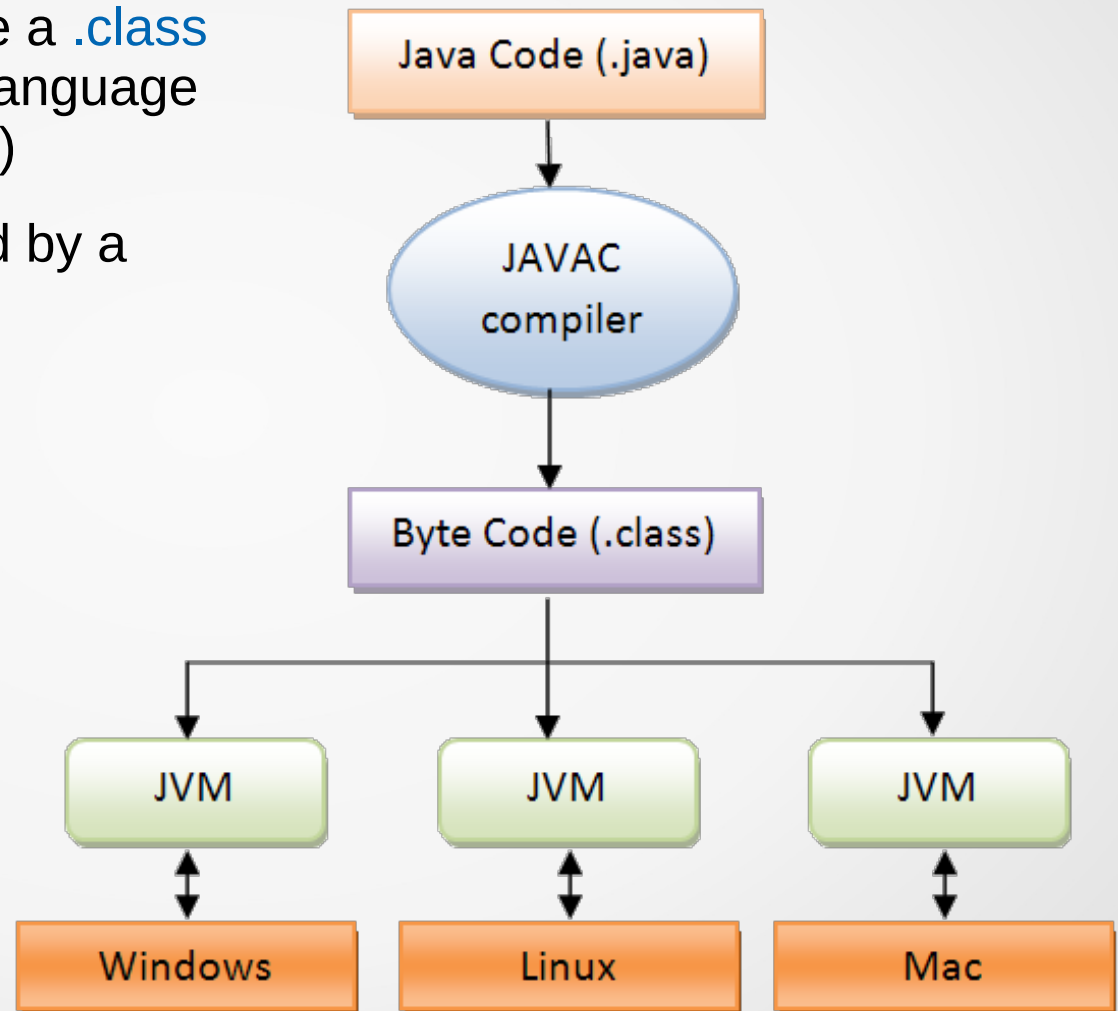 e a .class
anguage
)
d by a
Java Code (.java)
JAVAC
compiler
Byte Code (.class)
JVM
JVM
JVM
Windows
Linux
Mac